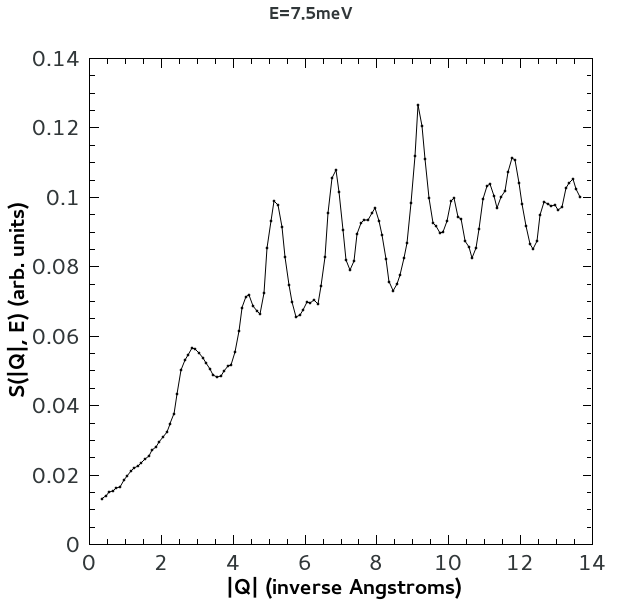 E=7.5meV
0.14
0.12
0.1
0.08
0.06
0.04
0.02
0
S(|Q|, E) (arb. units)
0 2 4 6 8 10 12 14
|Q| (inverse Angstroms)